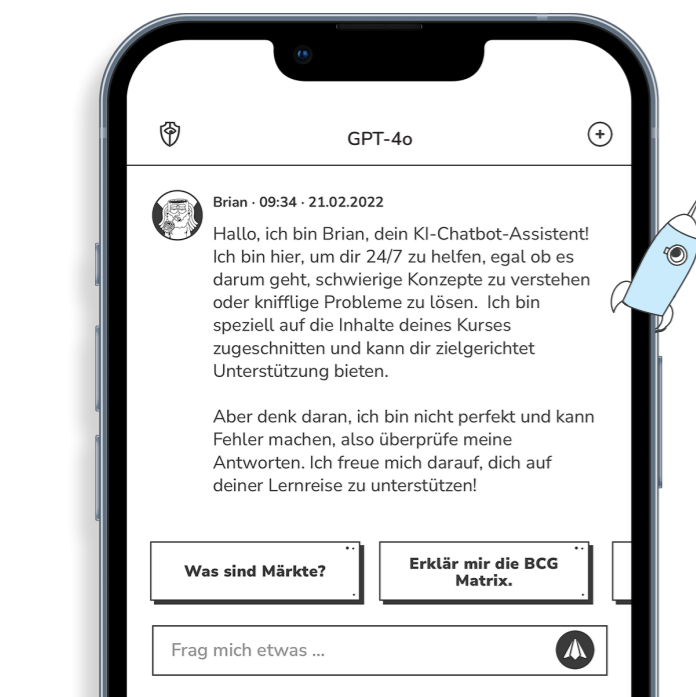 GPT-4o
Brian · 09:34 · 21.02.2022
Hallo, ich bin Brian, dein KI-Chatbot-Assistent!
Ich bin hier, um dir 24/7 zu helfen, egal ob es
darum geht, schwierige Konzepte zu verstehen
oder knifflige Probleme zu lösen.  Ich bin
speziell auf die Inhalte deines Kurses
zugeschnitten und kann dir zielgerichtet
Unterstützung bieten.
Aber denk daran, ich bin nicht perfekt und kann
Fehler machen, also überprüfe meine
Antworten. Ich freue mich darauf, dich auf
deiner Lernreise zu unterstützen!
Was sind Märkte?
Erklär mir die BCG
Matrix.
Frag mich etwas ...